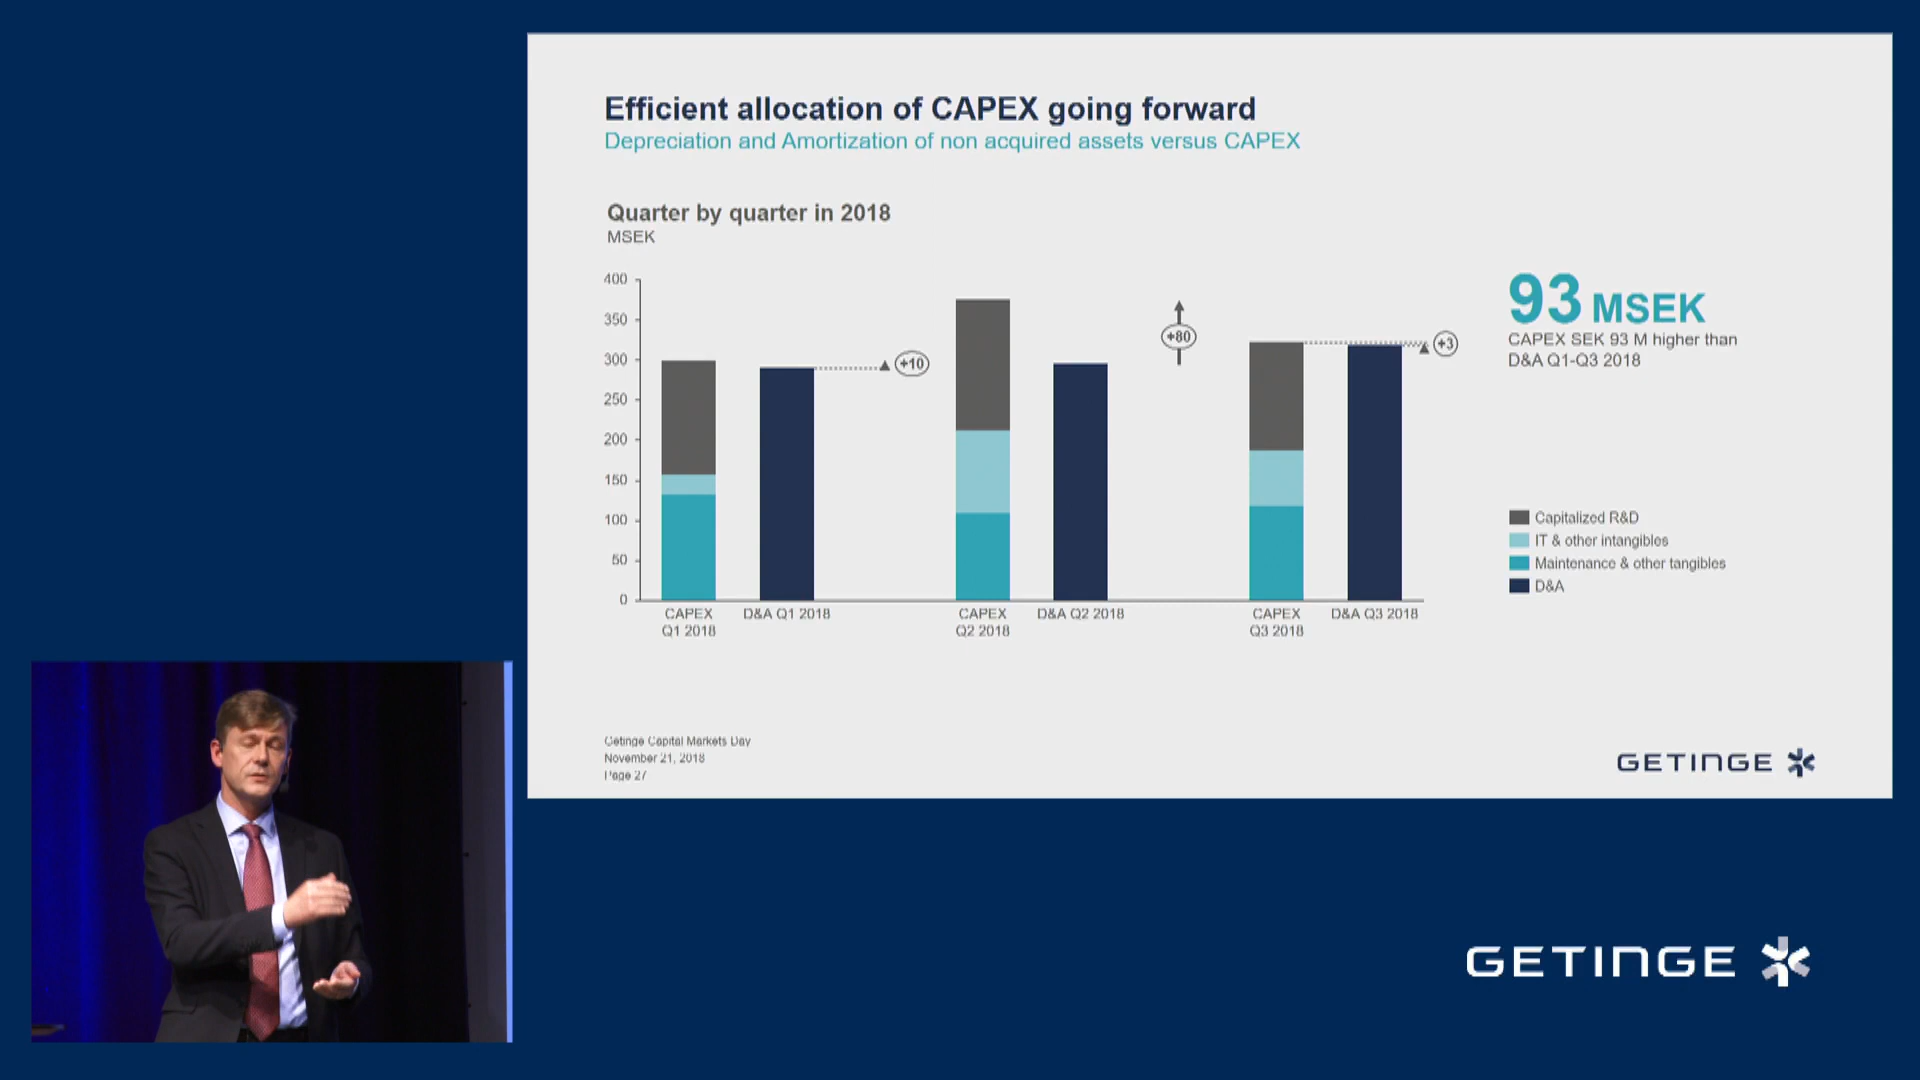 Efficient allocation of CAPEX going forward
Depreciation and Amortization of non acquired assets versus CAPEX
Quarter by quarter in 2018
MSEK
400
350
300
250
200
150
100
50
0
+10
+80
+3
CAPEX
Q1 2018
D&A Q1 2018
CAPEX
Q2 2018
D&A Q2 2018
CAPEX
Q3 2018
D&A Q3 2018
93 MSEK
CAPEX SEK 93 M higher than
D&A Q1-Q3 2018
Capitalized R&D
IT & other intangibles
Maintenance & other tangibles
D&A
Getinge Capital Markets Day
November 21, 2018
Page 27
GETINGE
GETINGE